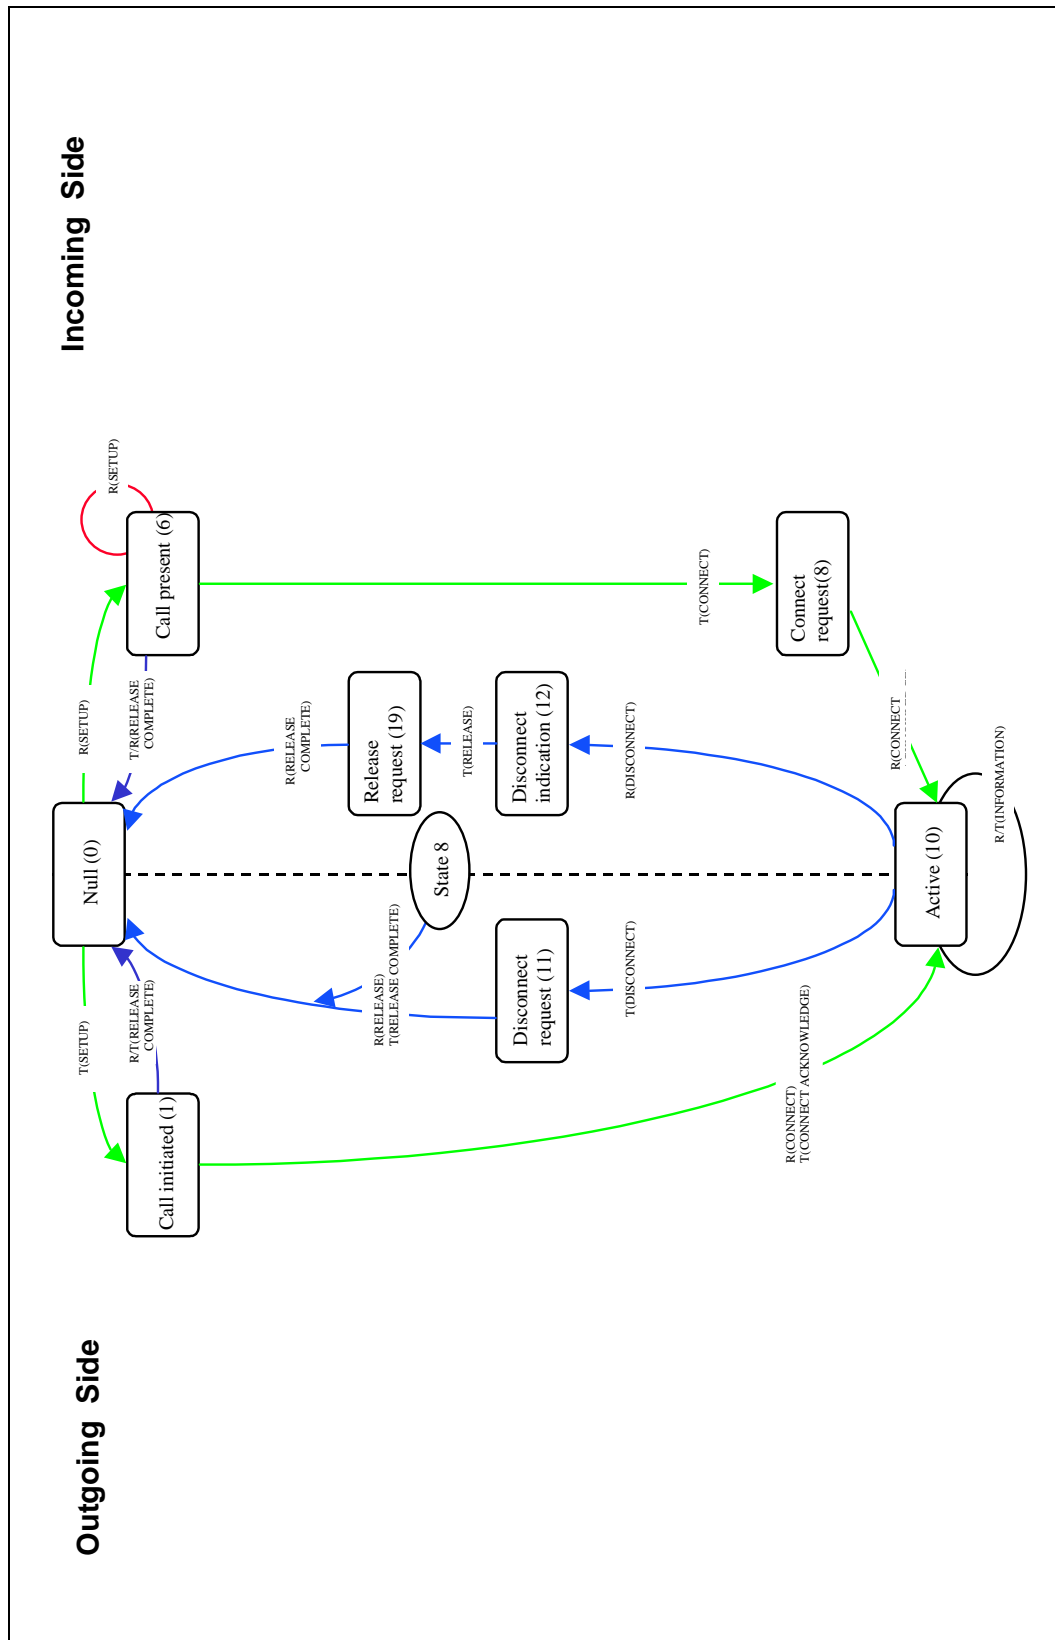 Outgoing Side
Incoming Side
Null (0)
T(SETUP)
R(SETUP)
R(SETUP)
R/T(RELEASE
COMPLETE)
T/R(RELEASE
COMPLETE)
Call initiated (1)
Call present (6)
R(RELEASE
COMPLETE)
R(RELEASE)
T(RELEASE COMPLETE)
Release
request (19)
State 8
T(RELEASE)
Disconnect
request (11)
Disconnect
indication (12)
T(DISCONNECT)
R(DISCONNECT)
T(CONNECT)
R(CONNECT)
T(CONNECT ACKNOWLEDGE)
Connect
request(8)
R(CONNECT
Active (10)
R/T(INFORMATION)